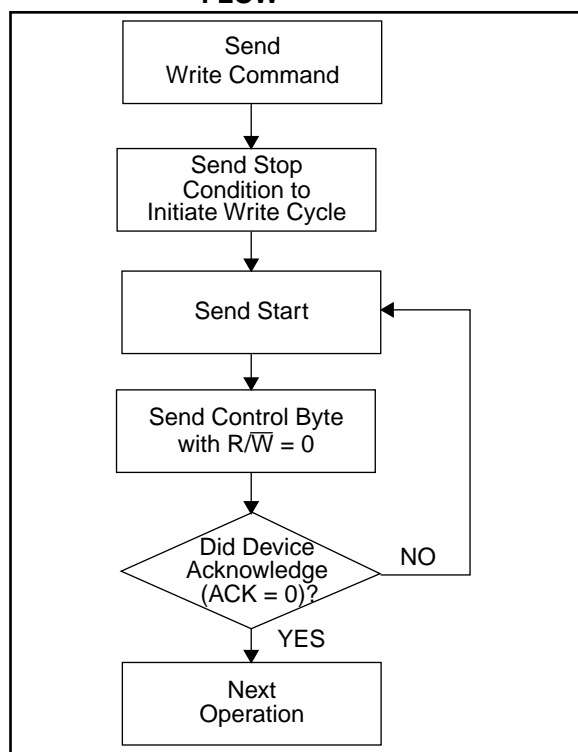 FLOW
Send
Write Command
Send Stop
Condition to
Initiate Write Cycle
Send Start
Send Control Byte
with R/W̅ = 0
Did Device
Acknowledge
(ACK = 0)?
NO
YES
Next
Operation